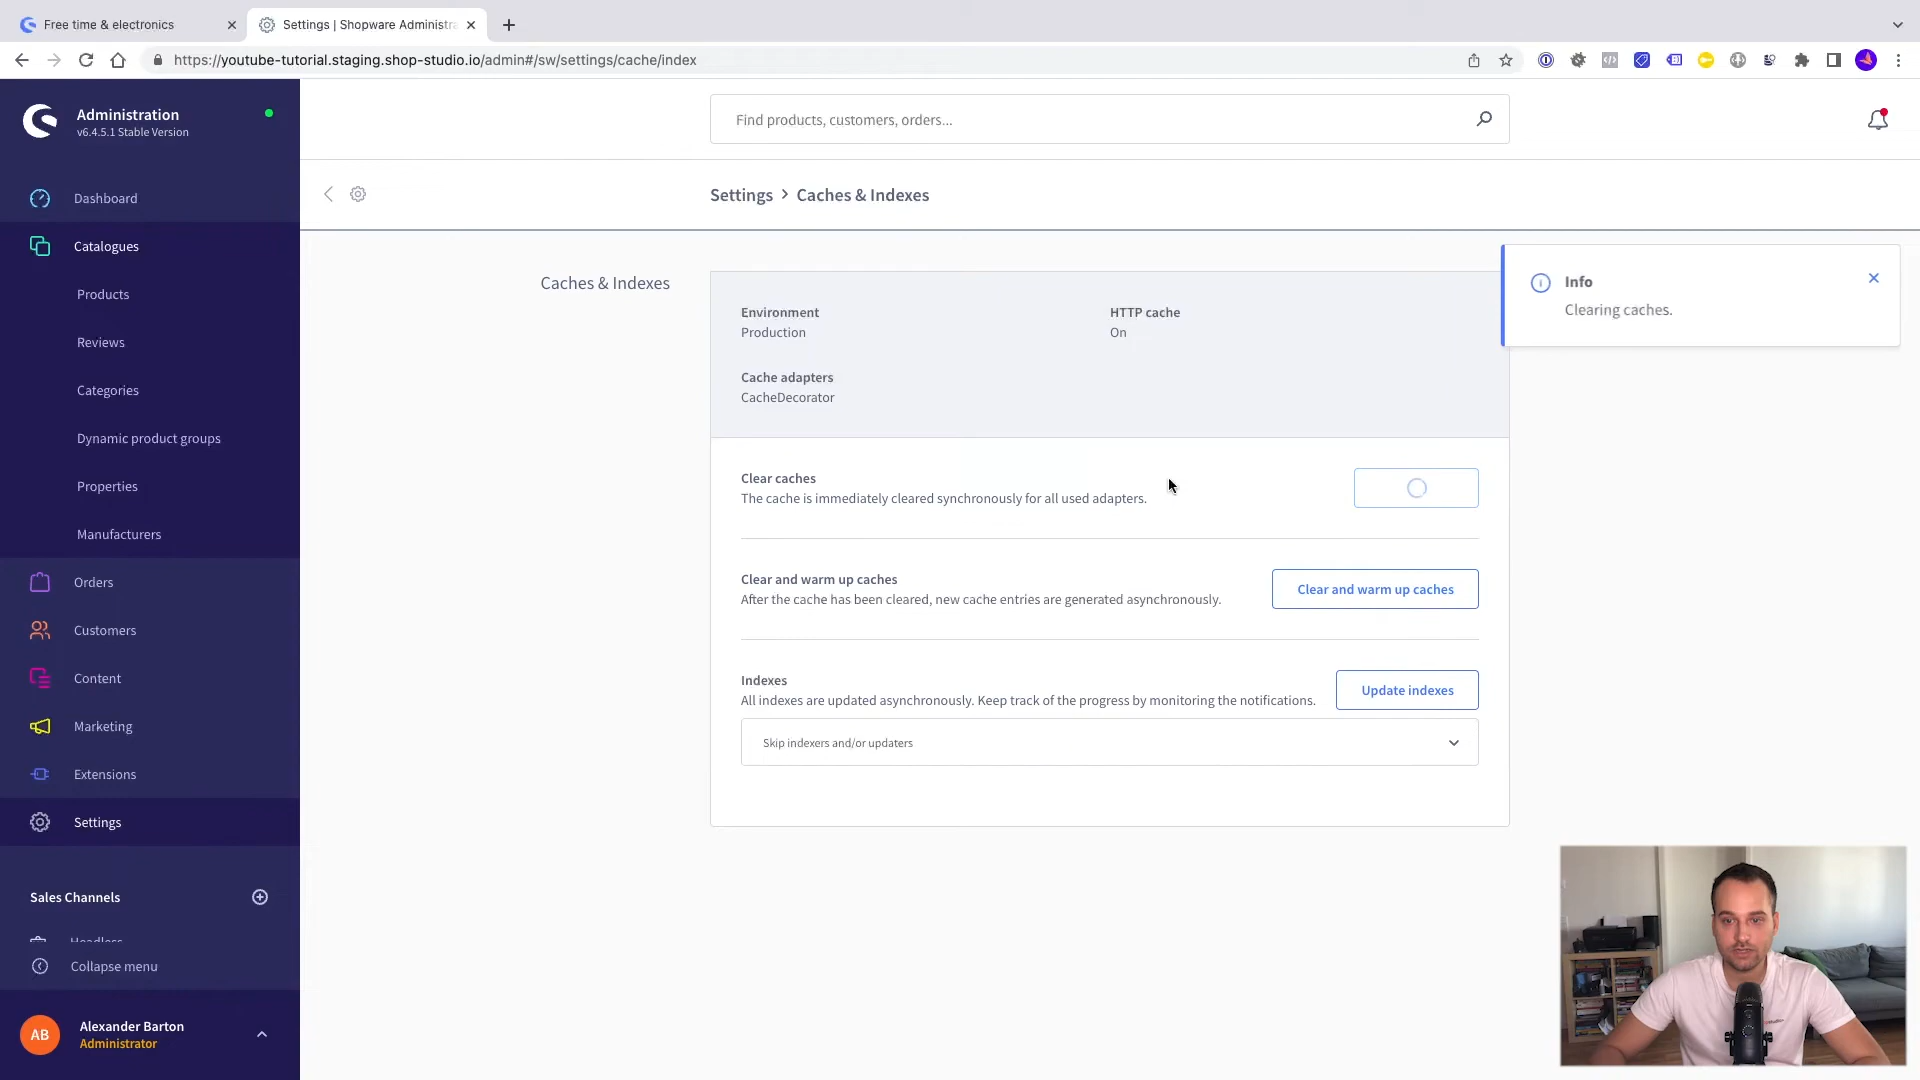 Free time & electronics
Settings | Shopware Administra
https://youtube-tutorial.staging.shop-studio.io/admin#/sw/settings/cache/index
Administration
v6.4.5.1 Stable Version
Find products, customers, orders...
Dashboard
Catalogues
Products
Reviews
Categories
Dynamic product groups
Properties
Manufacturers
Orders
Customers
Content
Marketing
Extensions
Settings
Sales Channels
Headless
Collapse menu
AB
Alexander Barton
Administrator
Settings > Caches & Indexes
Caches & Indexes
Environment
Production
HTTP cache
On
Cache adapters
CacheDecorator
Info
Clearing caches.
Clear caches
The cache is immediately cleared synchronously for all used adapters.
Clear and warm up caches
After the cache has been cleared, new cache entries are generated asynchronously.
Clear and warm up caches
Indexes
All indexes are updated asynchronously. Keep track of the progress by monitoring the notifications.
Update indexes
Skip indexers and/or updaters